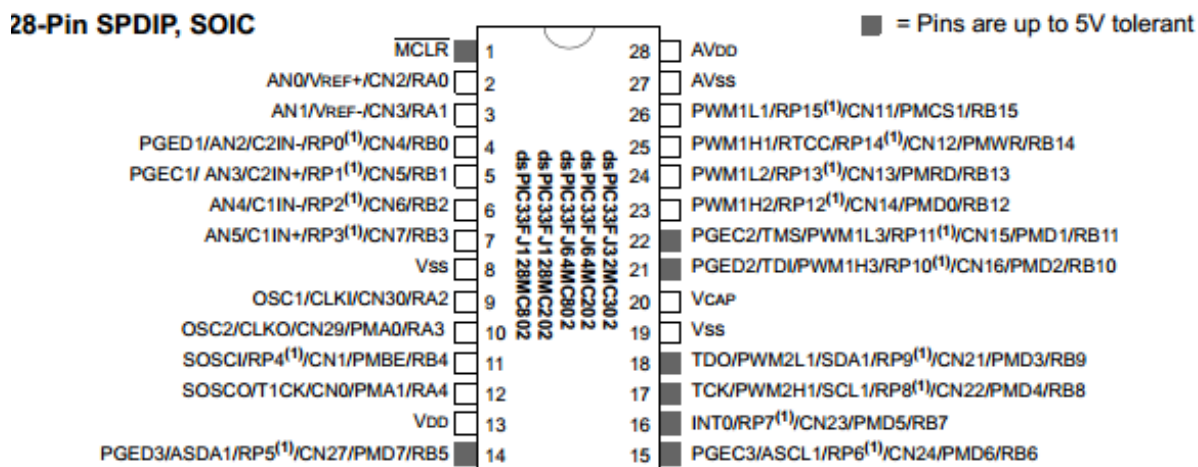 28-Pin SPDIP, SOIC
= Pins are up to 5V tolerant
MCLR 1
AN0/VREF+/CN2/RA0 2
AN1/VREF-/CN3/RA1 3
PGED1/AN2/C2IN-/RP0(1)/CN4/RB0 4
PGEC1/ AN3/C2IN+/RP1(1)/CN5/RB1 5
AN4/C1IN-/RP2(1)/CN6/RB2 6
AN5/C1IN+/RP3(1)/CN7/RB3 7
VSS 8
OSC1/CLKI/CN30/RA2 9
OSC2/CLKO/CN29/PMA0/RA3 10
SOSCI/RP4(1)/CN1/PMBE/RB4 11
SOSCO/T1CK/CN0/PMA1/RA4 12
VDD 13
PGED3/ASDA1/RP5(1)/CN27/PMD7/RB5 14
dsPIC33FJ32MC302
dsPIC33FJ64MC202
dsPIC33FJ64MC802
dsPIC33FJ128MC202
dsPIC33FJ128MC802
28 AVDD
27 AVSS
26 PWM1L1/RP15(1)/CN11/PMCS1/RB15
25 PWM1H1/RTCC/RP14(1)/CN12/PMWR/RB14
24 PWM1L2/RP13(1)/CN13/PMRD/RB13
23 PWM1H2/RP12(1)/CN14/PMD0/RB12
22 PGEC2/TMS/PWM1L3/RP11(1)/CN15/PMD1/RB11
21 PGED2/TDI/PWM1H3/RP10(1)/CN16/PMD2/RB10
20 VCAP
19 VSS
18 TDO/PWM2L1/SDA1/RP9(1)/CN21/PMD3/RB9
17 TCK/PWM2H1/SCL1/RP8(1)/CN22/PMD4/RB8
16 INT0/RP7(1)/CN23/PMD5/RB7
15 PGEC3/ASCL1/RP6(1)/CN24/PMD6/RB6